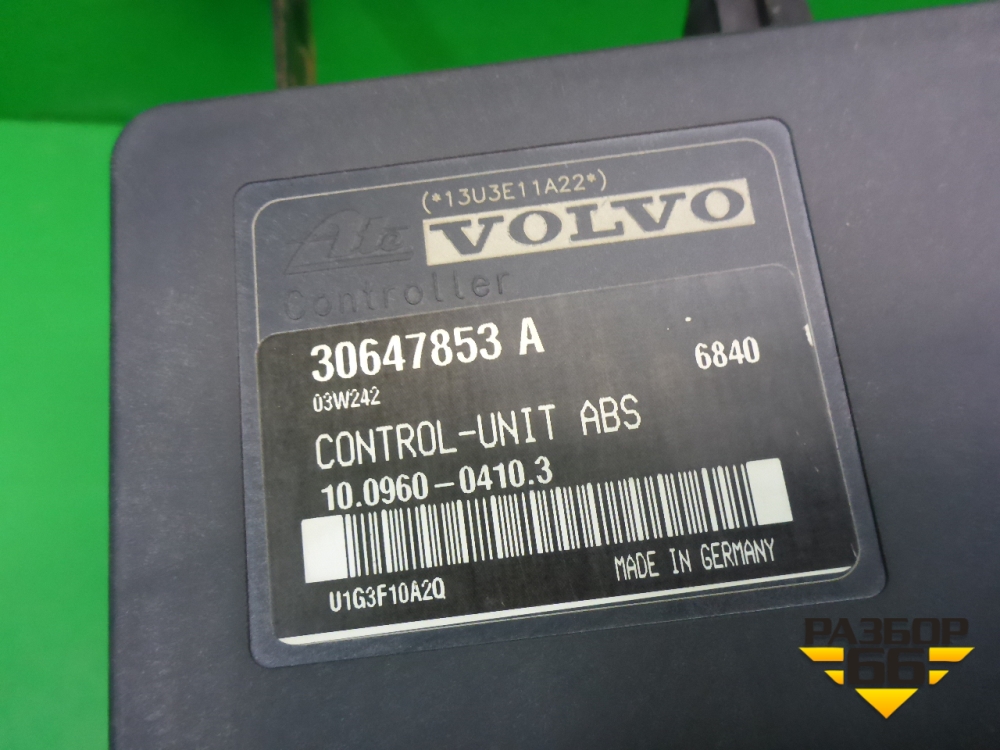 (*13U3E11A22*)
Ate VOLVO
Controller
30647853 A 6840
03W242
CONTROL-UNIT ABS
10.0960-0410.3
U1G3F10A2Q MADE IN GERMANY
РАЗБОР
66